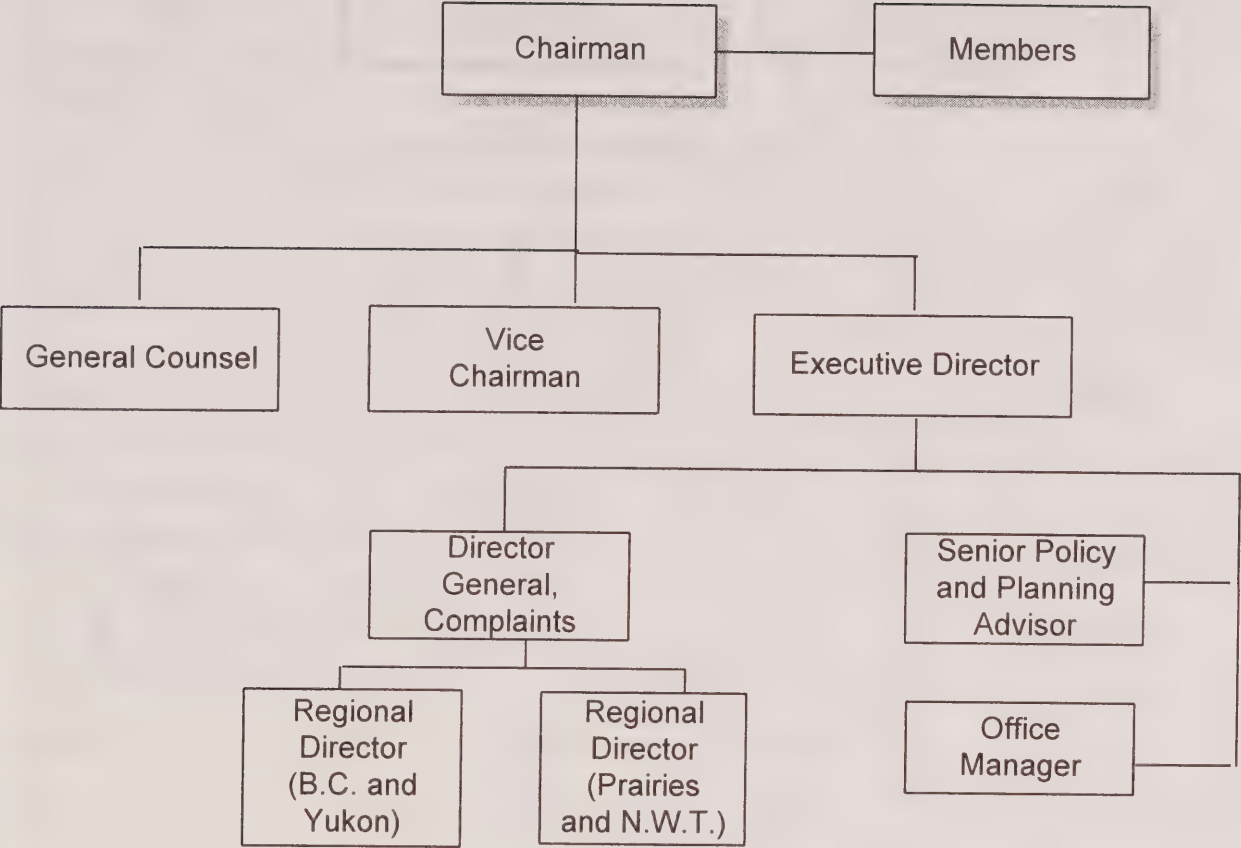 Chairman
Members
General Counsel
Vice
Chairman
Executive Director
Director
General,
Complaints
Senior Policy
and Planning
Advisor
Regional
Director
(B.C. and
Yukon)
Regional
Director
(Prairies
and N.W.T.)
Office
Manager